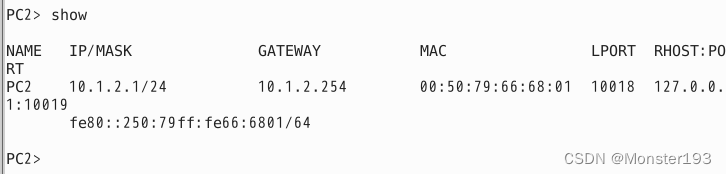 PC2> show
NAME   IP/MASK              GATEWAY           MAC                LPORT  RHOST:PO
RT
PC2    10.1.2.1/24          10.1.2.254        00:50:79:66:68:01  10018  127.0.0.
1:10019
       fe80::250:79ff:fe66:6801/64
PC2>
CSDN @Monster193